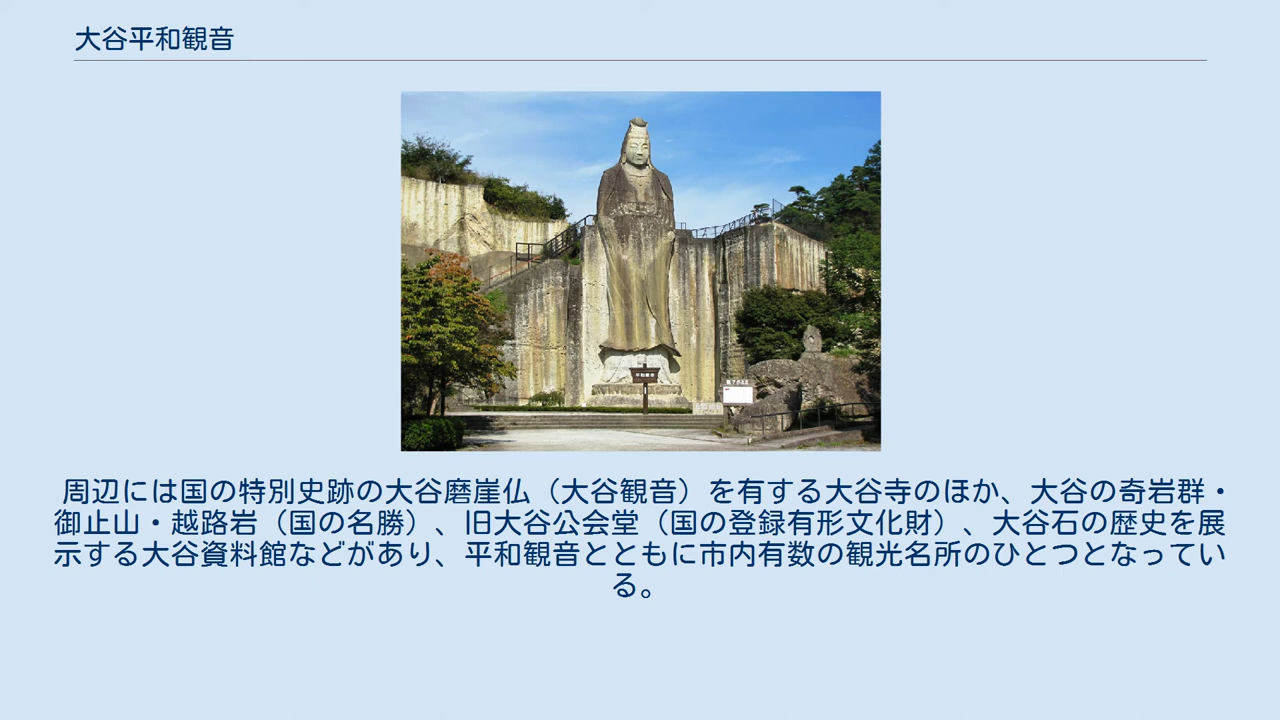 大谷平和観音
平和観音
周辺には国の特別史跡の大谷磨崖仏（大谷観音）を有する大谷寺のほか、大谷の奇岩群・
御止山・越路岩（国の名勝）、旧大谷公会堂（国の登録有形文化財）、大谷石の歴史を展
示する大谷資料館などがあり、平和観音とともに市内有数の観光名所のひとつとなってい
る。